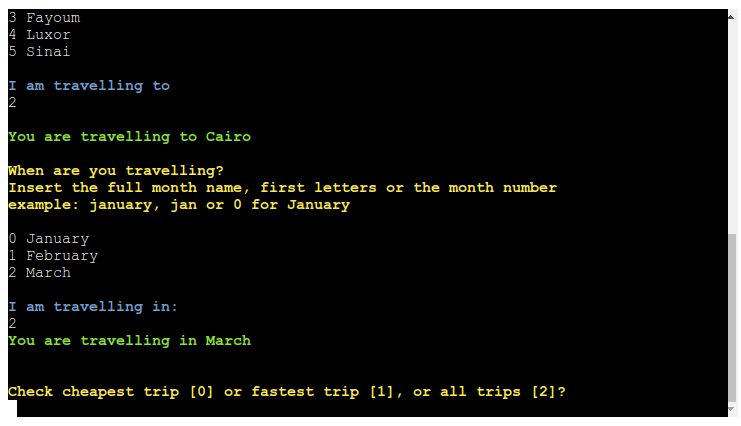 3 Fayoum
4 Luxor
5 Sinai
I am travelling to
2
You are travelling to Cairo
When are you travelling?
Insert the full month name, first letters or the month number
example: january, jan or 0 for January
0 January
1 February
2 March
I am travelling in:
2
You are travelling in March
Check cheapest trip [0] or fastest trip [1], or all trips [2]?